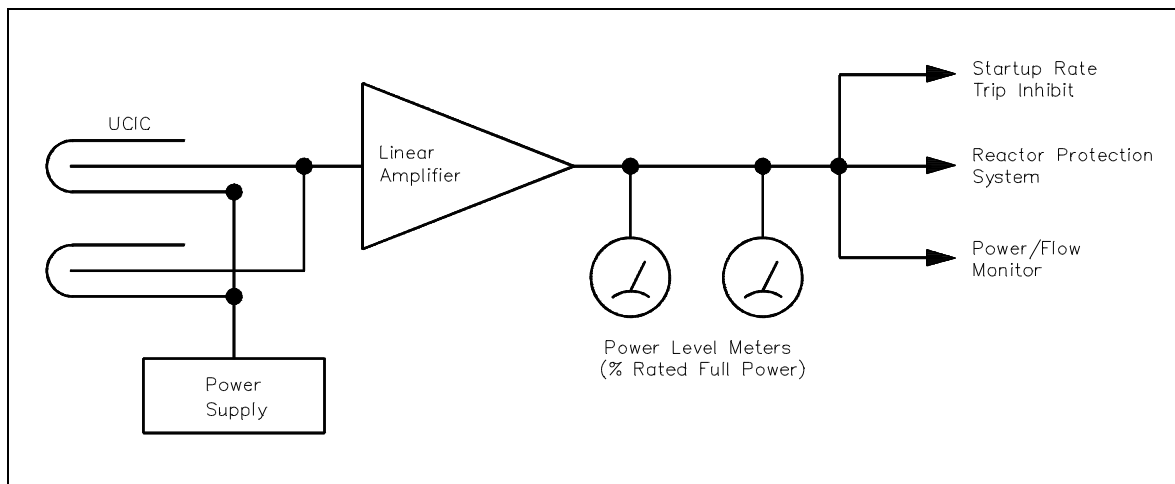 UCIC
Linear
Amplifier
Power
Supply
Power Level Meters
(% Rated Full Power)
Startup Rate
Trip Inhibit
Reactor Protection
System
Power/Flow
Monitor